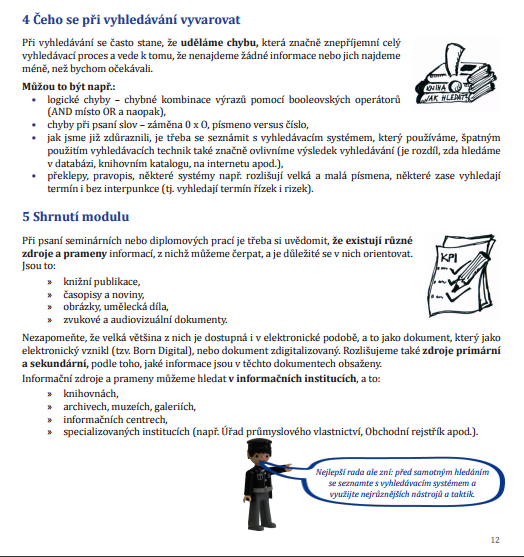 4 Čeho se při vyhledávání vyvarovat
Při vyhledávání se často stane, že uděláme chybu, která značně znepříjemní celý
vyhledávací proces a vede k tomu, že nenajdeme žádné informace nebo jich najdeme
méně, než bychom očekávali.
Můžou to být např.:
• logické chyby – chybné kombinace výrazů pomocí booleovských operátorů
(AND místo OR a naopak),
• chyby při psaní slov – záměna 0 x O, písmeno versus číslo,
• jak jsme již zdůraznili, je třeba se seznámit s vyhledávacím systémem, který používáme, špatným
použitím vyhledávacích technik také značně ovlivníme výsledek vyhledávání (je rozdíl, zda hledáme
v databázi, knihovním katalogu, na internetu apod.),
• překlepy, pravopis, některé systémy např. rozlišují velká a malá písmena, některé zase vyhledají
termín i bez interpunkce (tj. vyhledají termín řízek i rizek).
KNIHA
JAK HLEDAT
5 Shrnutí modulu
Při psaní seminárních nebo diplomových prací je třeba si uvědomit, že existují různé
zdroje a prameny informací, z nichž můžeme čerpat, a je důležité se v nich orientovat.
Jsou to:
» knižní publikace,
» časopisy a noviny,
» obrázky, umělecká díla,
» zvukové a audiovizuální dokumenty.
KPI
Nezapomeňte, že velká většina z nich je dostupná i v elektronické podobě, a to jako dokument, který jako
elektronický vznikl (tzv. Born Digital), nebo dokument zdigitalizovaný. Rozlišujeme také zdroje primární
a sekundární, podle toho, jaké informace jsou v těchto dokumentech obsaženy.
Informační zdroje a prameny můžeme hledat v informačních institucích, a to:
» knihovnách,
» archivech, muzeích, galeriích,
» informačních centrech,
» specializovaných institucích (např. Úřad průmyslového vlastnictví, Obchodní rejstřík apod.).
Nejlepší rada ale zní: před samotným hledáním
se seznamte s vyhledávacím systémem a
využijte nejrůznějších nástrojů a taktik.
12